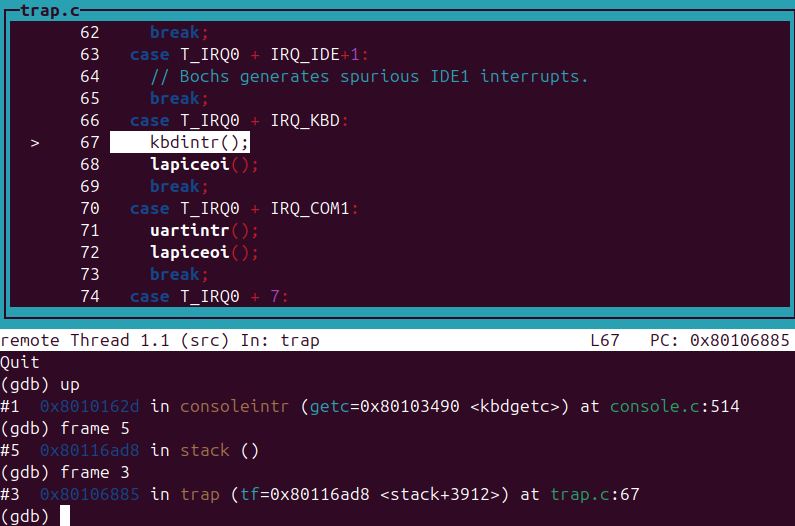 trap.c
62 break;
63 case T_IRQ0 + IRQ_IDE+1:
64 // Bochs generates spurious IDE1 interrupts.
65 break;
66 case T_IRQ0 + IRQ_KBD:
> 67 kbdintr();
68 lapiceoi();
69 break;
70 case T_IRQ0 + IRQ_COM1:
71 uartintr();
72 lapiceoi();
73 break;
74 case T_IRQ0 + 7:
remote Thread 1.1 (src) In: trap L67 PC: 0x80106885
Quit
(gdb) up
#1 0x8010162d in consoleintr (getc=0x80103490 <kbdgetc>) at console.c:514
(gdb) frame 5
#5 0x80116ad8 in stack ()
(gdb) frame 3
#3 0x80106885 in trap (tf=0x80116ad8 <stack+3912>) at trap.c:67
(gdb)